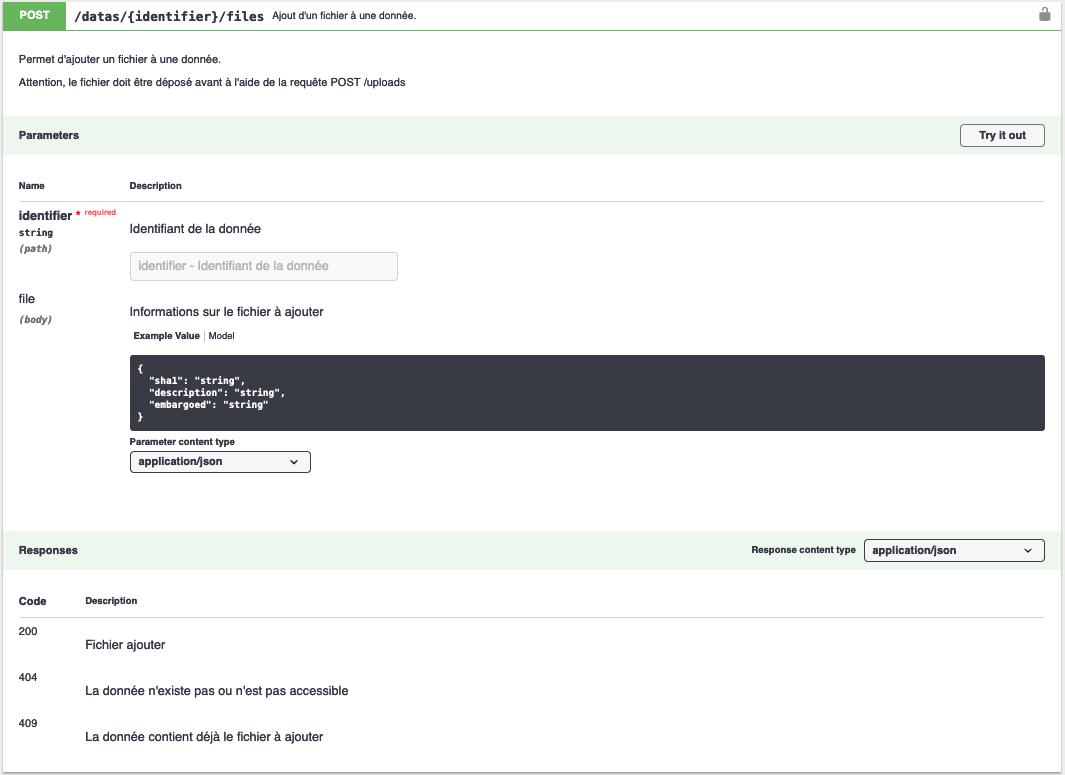 POST /datas/{identifier}/files Ajout d'un fichier à une donnée.
Permet d'ajouter un fichier à une donnée.
Attention, le fichier doit être déposé avant à l'aide de la requête POST /uploads
Parameters Try it out
Name Description
identifier * required
string
(path)
Identifiant de la donnée
identifier - Identifiant de la donnée
file
(body)
Informations sur le fichier à ajouter
Example Value Model
{
"sha1": "string",
"description": "string",
"embargoed": "string"
}
Parameter content type
application/json
Responses Response content type application/json
Code Description
200
Fichier ajouter
404
La donnée n'existe pas ou n'est pas accessible
409
La donnée contient déjà le fichier à ajouter